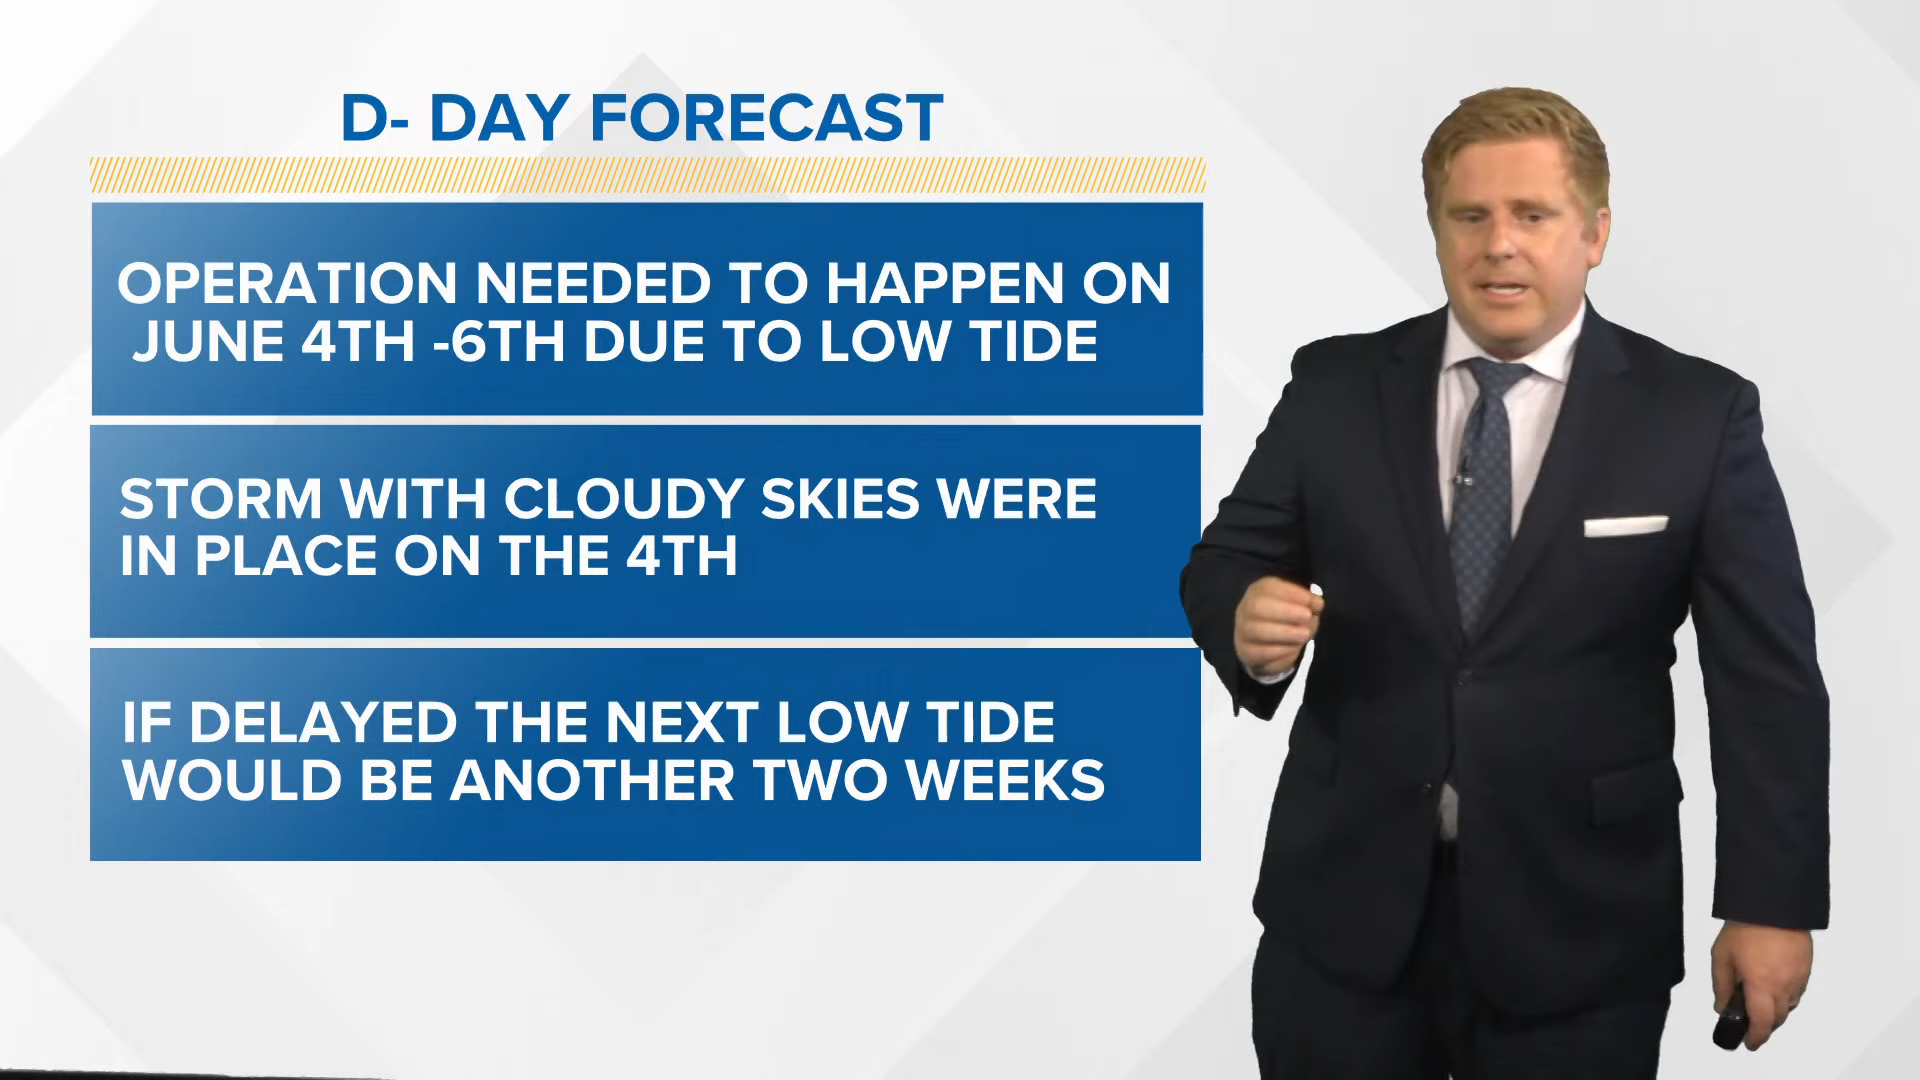 D- DAY FORECAST
OPERATION NEEDED TO HAPPEN ON
JUNE 4TH -6TH DUE TO LOW TIDE
STORM WITH CLOUDY SKIES WERE
IN PLACE ON THE 4TH
IF DELAYED THE NEXT LOW TIDE
WOULD BE ANOTHER TWO WEEKS